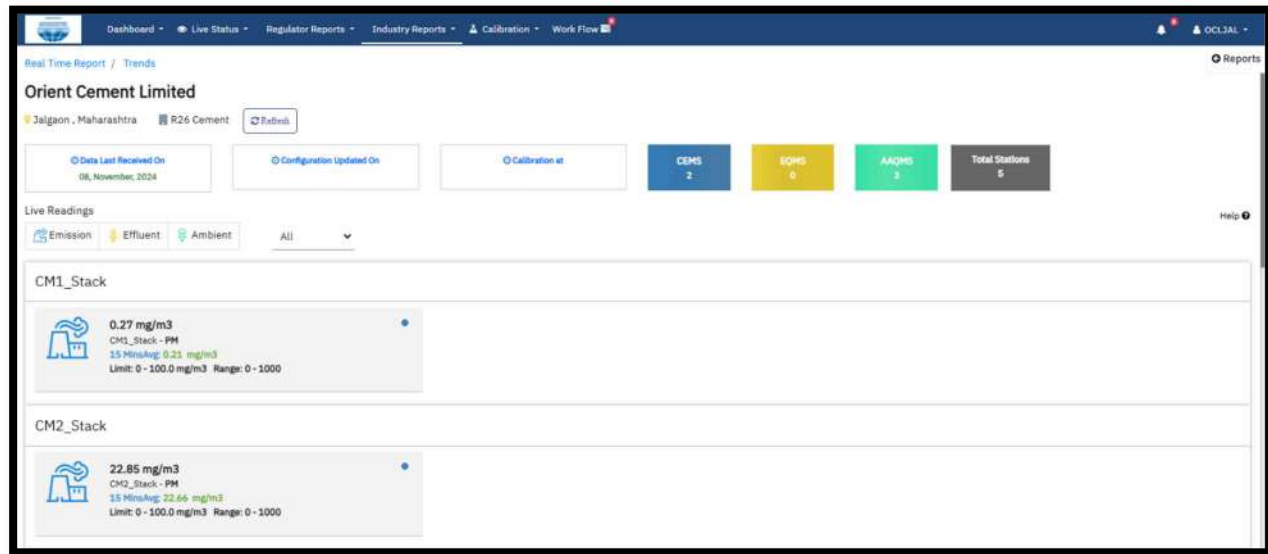 Dashboard Live Status Regulator Reports Industry Reports Calibration Work Flow OCLJAL
Real Time Report / Trends Reports
Orient Cement Limited
Jalgaon , Maharashtra R26 Cement Refresh
Data Last Received On Configuration Updated On Calibration at CEMS EQMS AAQMS Total Stations
08, November, 2024 2 0 3 5
Live Readings Help
Emission Effluent Ambient All
CM1_Stack
0.27 mg/m3
CM1_Stack - PM
15 MinsAvg: 0.21 mg/m3
Limit: 0 - 100.0 mg/m3 Range: 0 - 1000
CM2_Stack
22.85 mg/m3
CM2_Stack - PM
15 MinsAvg: 22.66 mg/m3
Limit: 0 - 100.0 mg/m3 Range: 0 - 1000